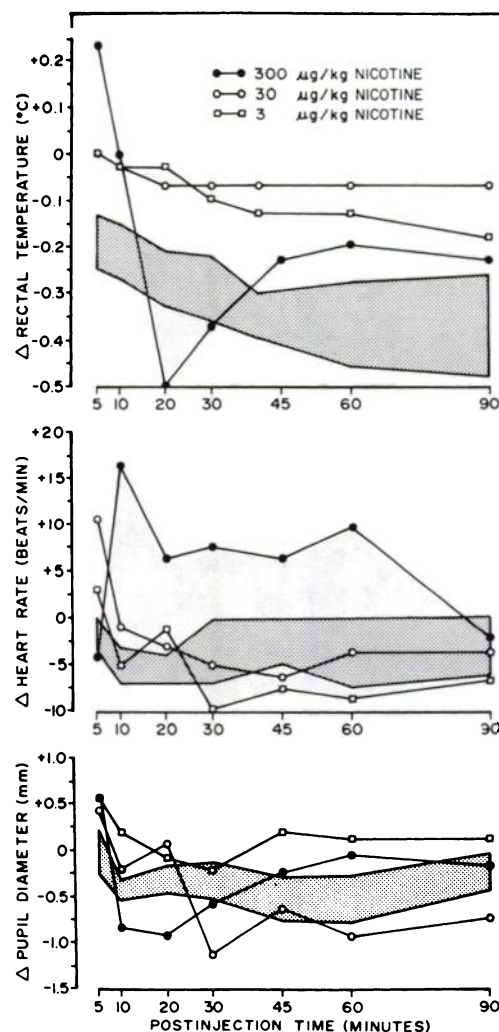 +0.2
+0.1
0
-0.1
-0.2
-0.3
-0.4
-0.5
Δ RECTAL TEMPERATURE (°C)
300 µg/kg NICOTINE
30 µg/kg NICOTINE
3 µg/kg NICOTINE
5 10 20 30 45 60 90
+20
+15
+10
+5
0
-5
-10
Δ HEART RATE (BEATS/MIN)
5 10 20 30 45 60 90
+1.0
+0.5
0
-0.5
-1.0
-1.5
Δ PUPIL DIAMETER (mm)
5 10 20 30 45 60 90
POSTINJECTION TIME (MINUTES)